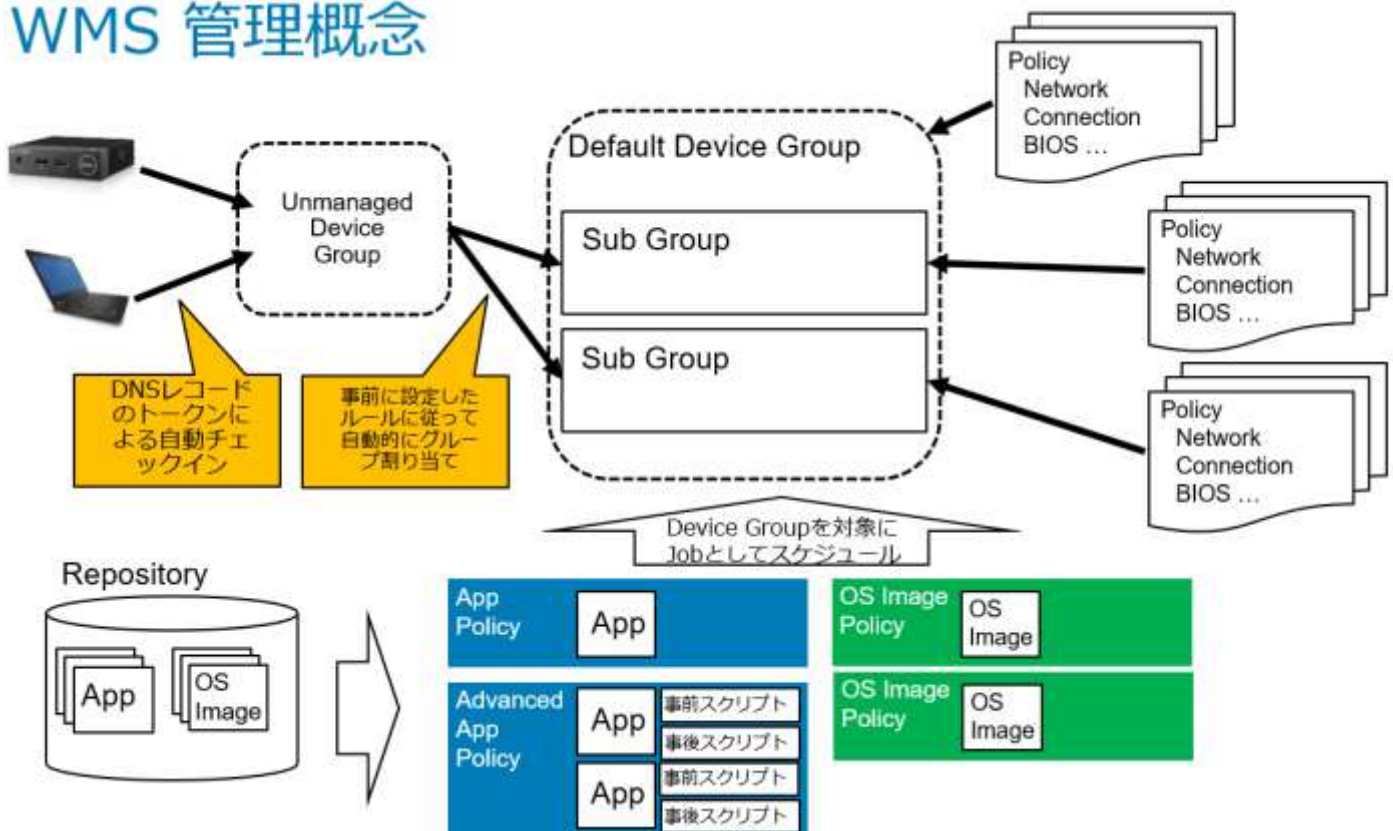 WMS 管理概念
Policy
Network
Connection
BIOS ...
Default Device Group
Unmanaged
Device
Group
Sub Group
Sub Group
Policy
Network
Connection
BIOS ...
Policy
Network
Connection
BIOS ...
DNSレコード
のトークンに
よる自動チェ
ックイン
事前に設定した
ルールに従って
自動的にグルー
プ割り当て
Device Groupを対象に
Jobとしてスケジュール
Repository
App
OS
Image
App
Policy
App
OS Image
Policy
OS
Image
Advanced
App
Policy
App
事前スクリプト
事後スクリプト
App
事前スクリプト
事後スクリプト
OS Image
Policy
OS
Image